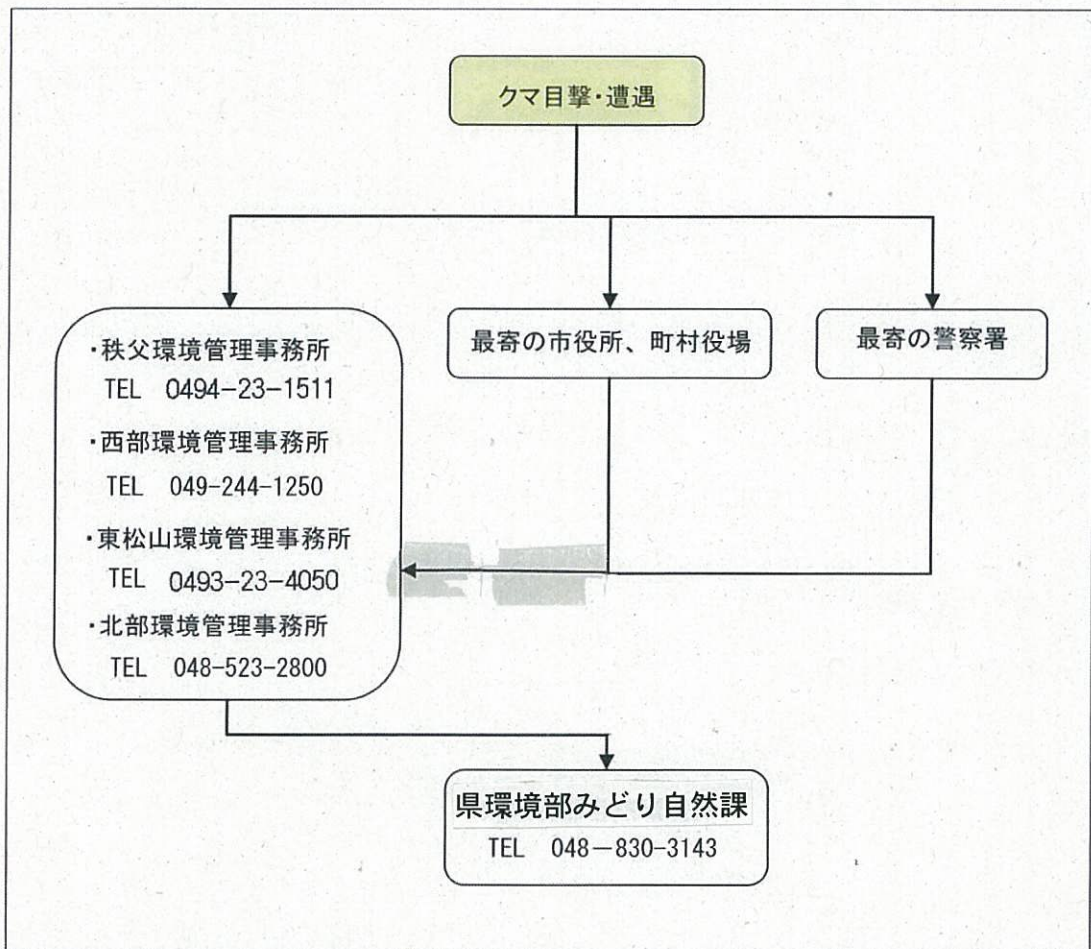 クマ目撃・遭遇
・秩父環境管理事務所
TEL 0494-23-1511
・西部環境管理事務所
TEL 049-244-1250
・東松山環境管理事務所
TEL 0493-23-4050
・北部環境管理事務所
TEL 048-523-2800
最寄の市役所、町村役場
最寄の警察署
県環境部みどり自然課
TEL 048-830-3143